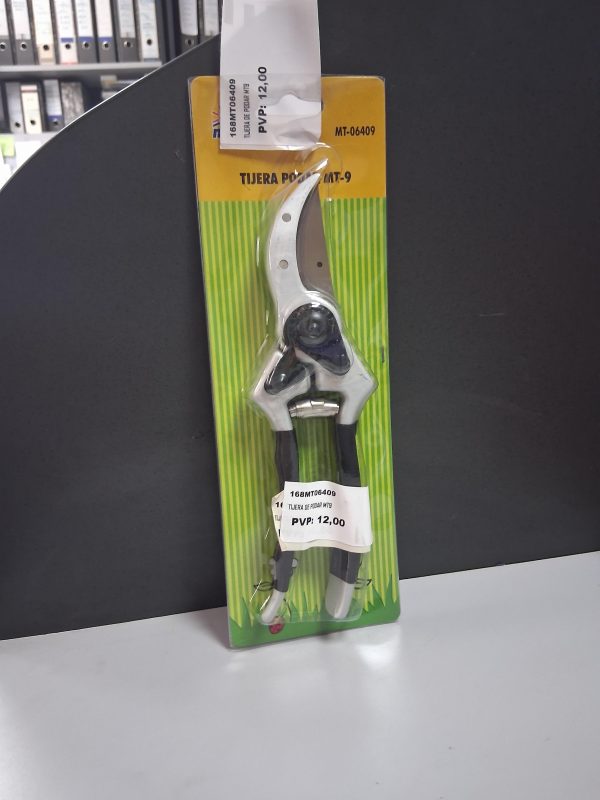 168MT06409
TIJERA DE PODAR MT9
PVP: 12,00
MT-06409
TIJERA PODAR MT-9
168MT06409
TIJERA DE PODAR MT9
PVP: 12,00